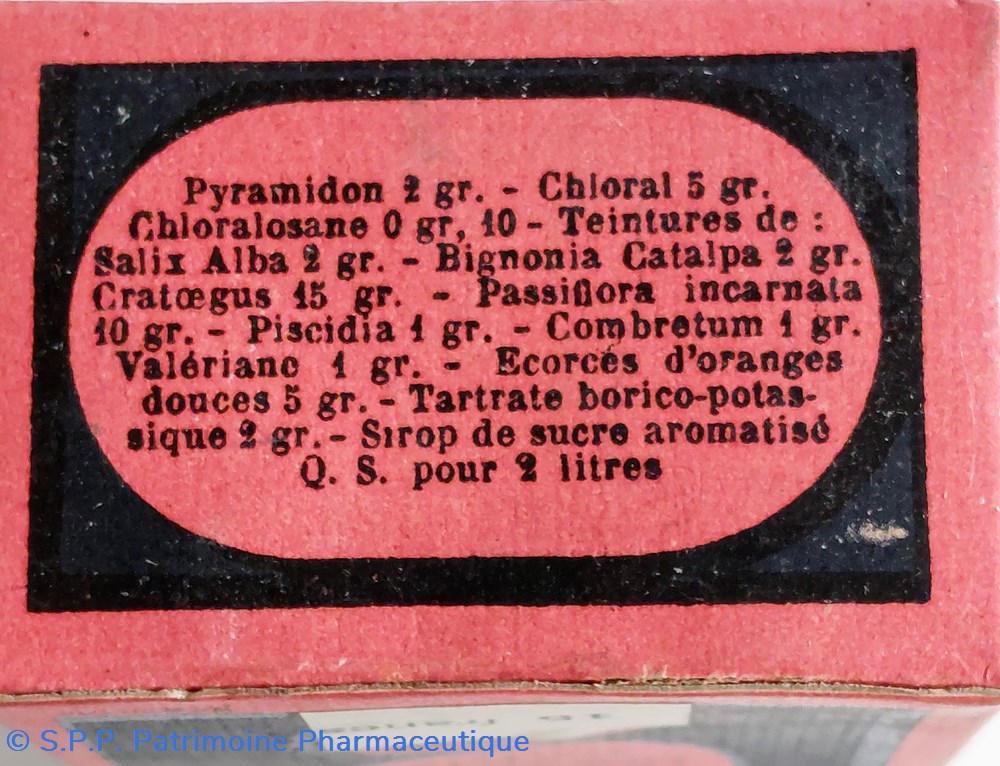 Pyramidon 2 gr. - Chloral 5 gr.
Chloralosane 0 gr, 10 - Teintures de :
Salix Alba 2 gr. - Bignonia Catalpa 2 gr.
Cratœgus 15 gr. - Passiflora incarnata
10 gr. - Piscidia 1 gr. - Combretum 1 gr.
Valériane 1 gr. - Ecorces d'oranges
douces 5 gr. - Tartrate borico-potas-
sique 2 gr. - Sirop de sucre aromatisé
Q. S. pour 2 litres
© S.P.P. Patrimoine Pharmaceutique